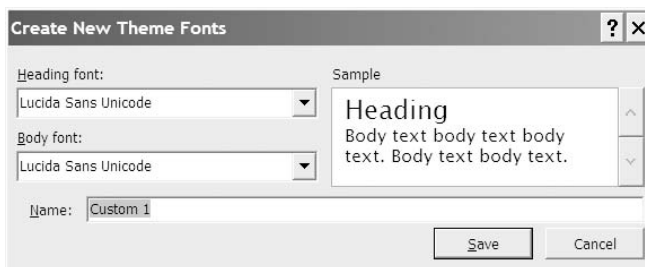 Create New Theme Fonts
? ×
Heading font:
Lucida Sans Unicode
Body font:
Lucida Sans Unicode
Sample
Heading
Body text body text body
text. Body text body text.
Name: Custom 1
Save Cancel